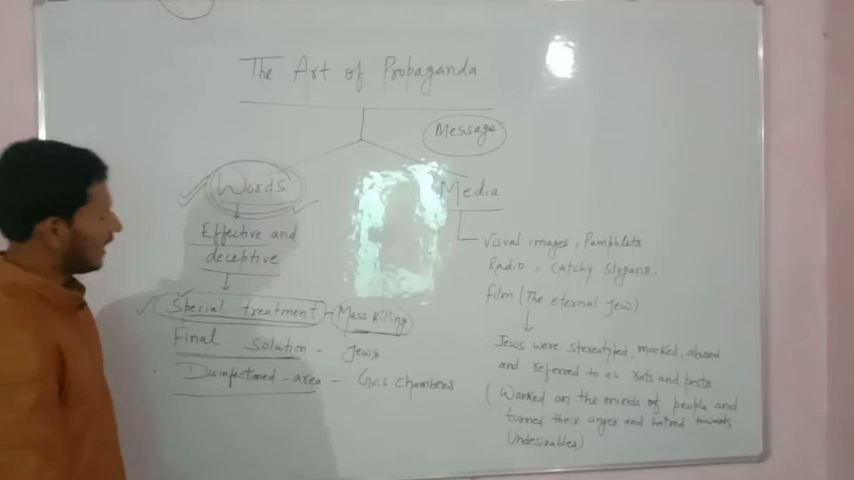 The Art of Propaganda
Message
Words
Media
Effective and
deceptive
Special treatment - Mass Killing
Final solution - Jews
Disinfectioned - area - Gas Chambers
Visual images, Pamphlets
Radio, Catchy Slogans,
film (The eternal Jew)
Jews were stereotyped, mocked, abused
and referred to as rats and pests
(Worked on the minds of people and
turned their anger and hatred towards
Undesirables)